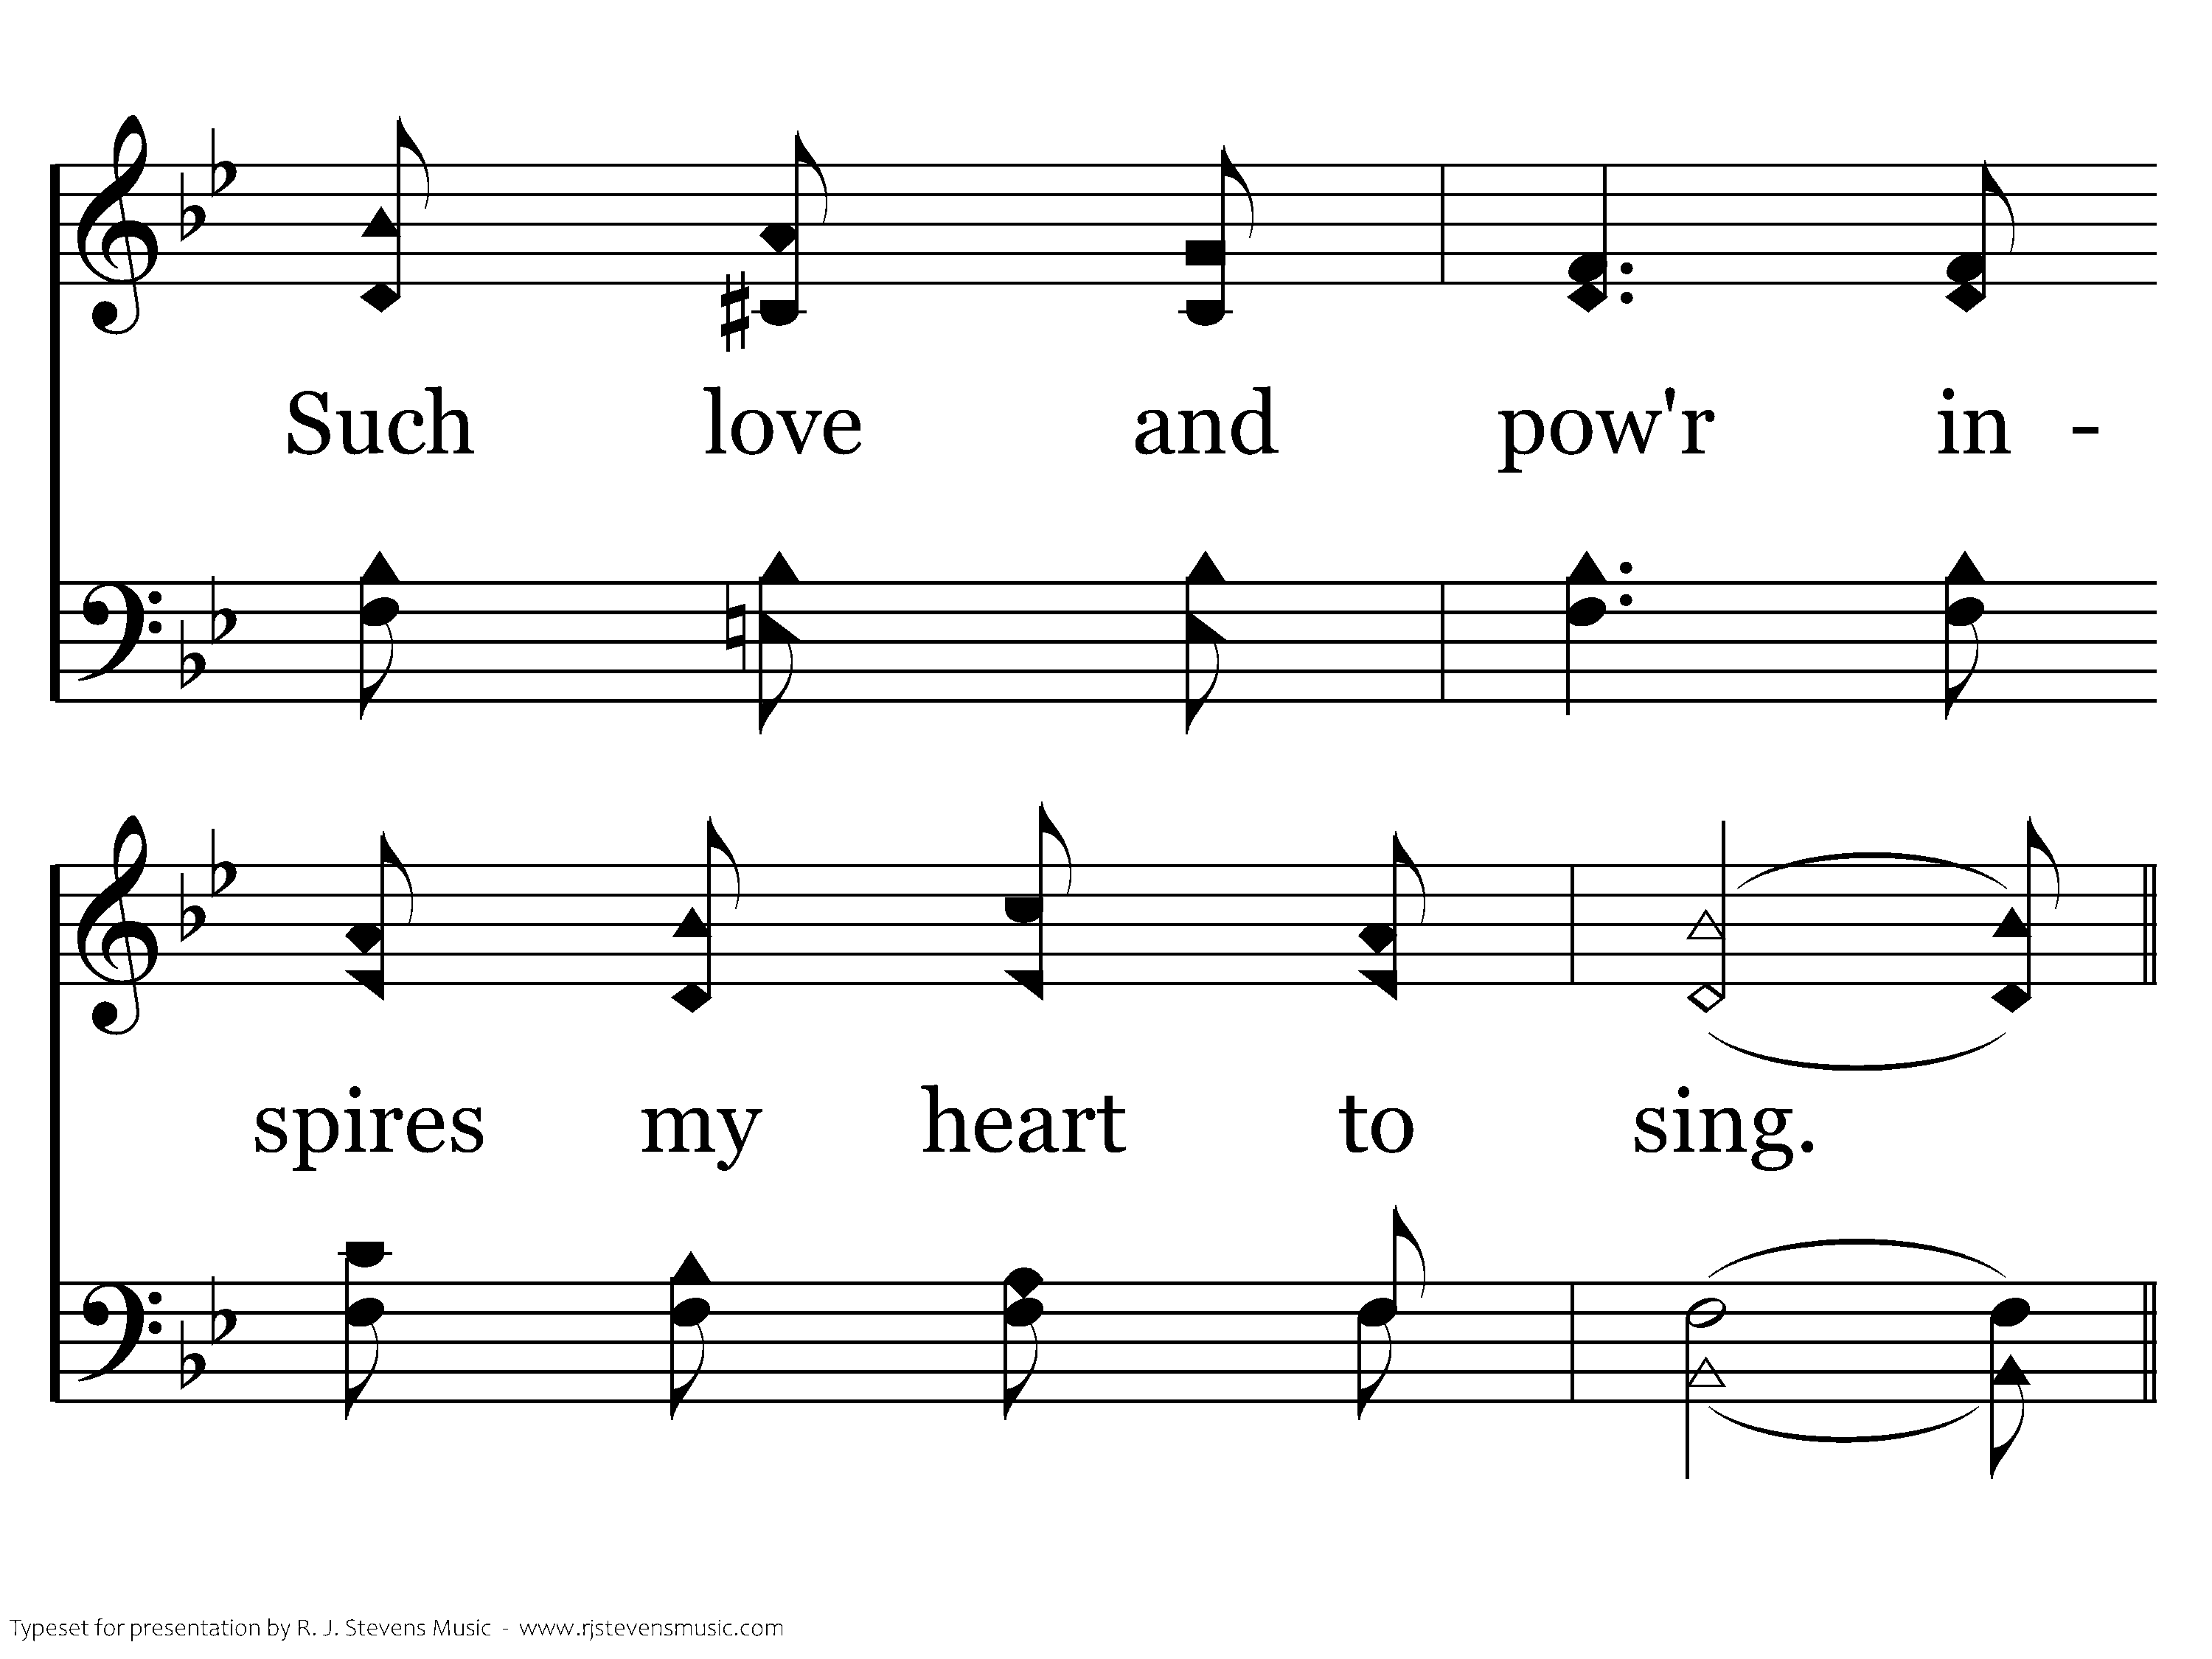 Such love and pow'r in -
spires my heart to sing.
Typeset for presentation by R. J. Stevens Music - www.rjstevensmusic.com